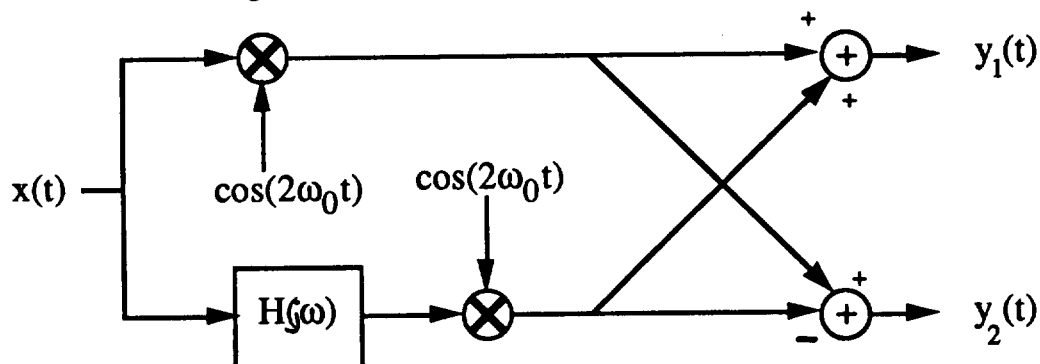 +
+
y₁(t)
+
x(t)
cos(2ω₀t)
cos(2ω₀t)
H(jω)
+
+
−
y₂(t)